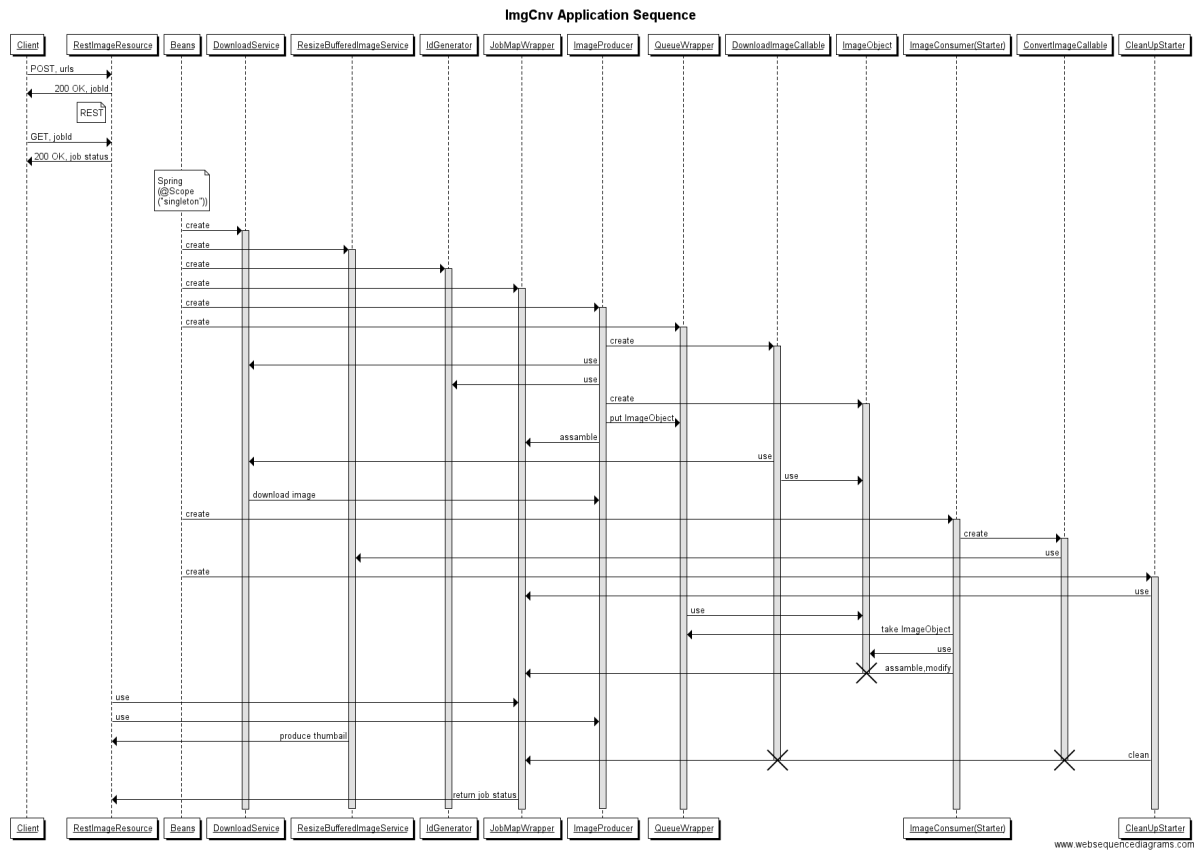 ImgCnv Application Sequence
Client
RestImageResource
Beans
DownloadService
ResizeBufferedImageService
IdGenerator
JobMapWrapper
ImageProducer
QueueWrapper
DownloadImageCallable
ImageObject
ImageConsumer(Starter)
ConvertImageCallable
CleanUpStarter
POST, urls
200 OK, jobId
REST
GET, jobId
200 OK, job status
Spring
(@Scope
("singleton"))
create
create
create
create
create
create
create
use
use
create
put ImageObject
assamble
use
use
download image
create
create
use
create
use
use
take ImageObject
use
assamble,modify
use
use
produce thumbail
clean
return job status
Client
RestImageResource
Beans
DownloadService
ResizeBufferedImageService
IdGenerator
JobMapWrapper
ImageProducer
QueueWrapper
ImageConsumer(Starter)
CleanUpStarter
www.websequencediagrams.com